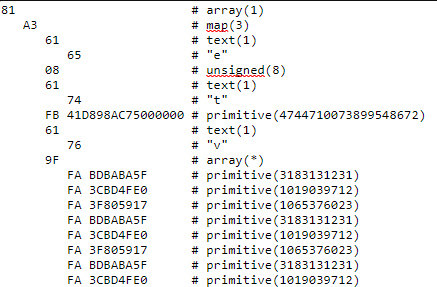 81 # array(1)
A3 # map(3)
61 # text(1)
65 # "e"
08 # unsigned(8)
61 # text(1)
74 # "t"
FB 41D898AC75000000 # primitive(4744710073899548672)
61 # text(1)
76 # "v"
9F # array(*)
FA BDBABA5F # primitive(3183131231)
FA 3CBD4FE0 # primitive(1019039712)
FA 3F805917 # primitive(1065376023)
FA BDBABA5F # primitive(3183131231)
FA 3CBD4FE0 # primitive(1019039712)
FA 3F805917 # primitive(1065376023)
FA BDBABA5F # primitive(3183131231)
FA 3CBD4FE0 # primitive(1019039712)